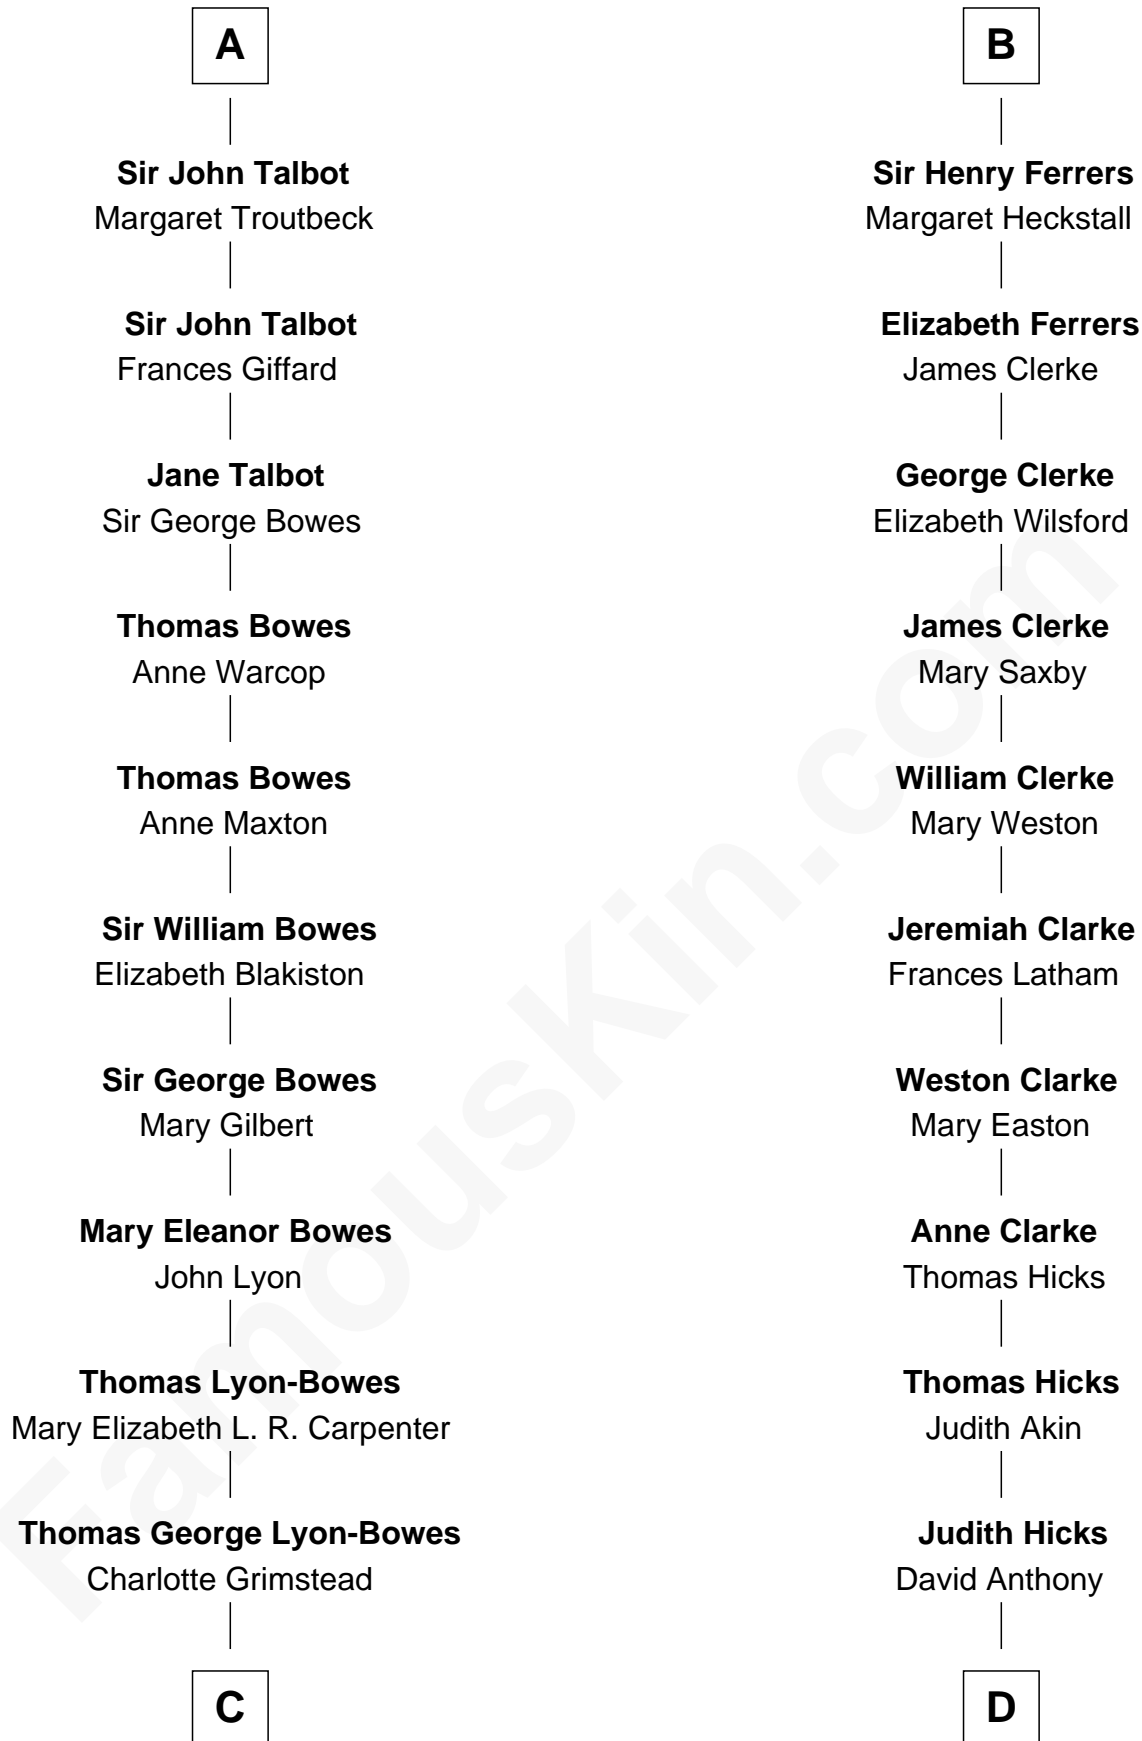 A
Sir John Talbot
Margaret Troutbeck
Sir John Talbot
Frances Giffard
Jane Talbot
Sir George Bowes
Thomas Bowes
Anne Warcop
Thomas Bowes
Anne Maxton
Sir William Bowes
Elizabeth Blakiston
Sir George Bowes
Mary Gilbert
Mary Eleanor Bowes
John Lyon
Thomas Lyon-Bowes
Mary Elizabeth L. R. Carpenter
Thomas George Lyon-Bowes
Charlotte Grimstead
C
B
Sir Henry Ferrers
Margaret Heckstall
Elizabeth Ferrers
James Clerke
George Clerke
Elizabeth Wilsford
James Clerke
Mary Saxby
William Clerke
Mary Weston
Jeremiah Clarke
Frances Latham
Weston Clarke
Mary Easton
Anne Clarke
Thomas Hicks
Thomas Hicks
Judith Akin
Judith Hicks
David Anthony
D
FamousKin.com